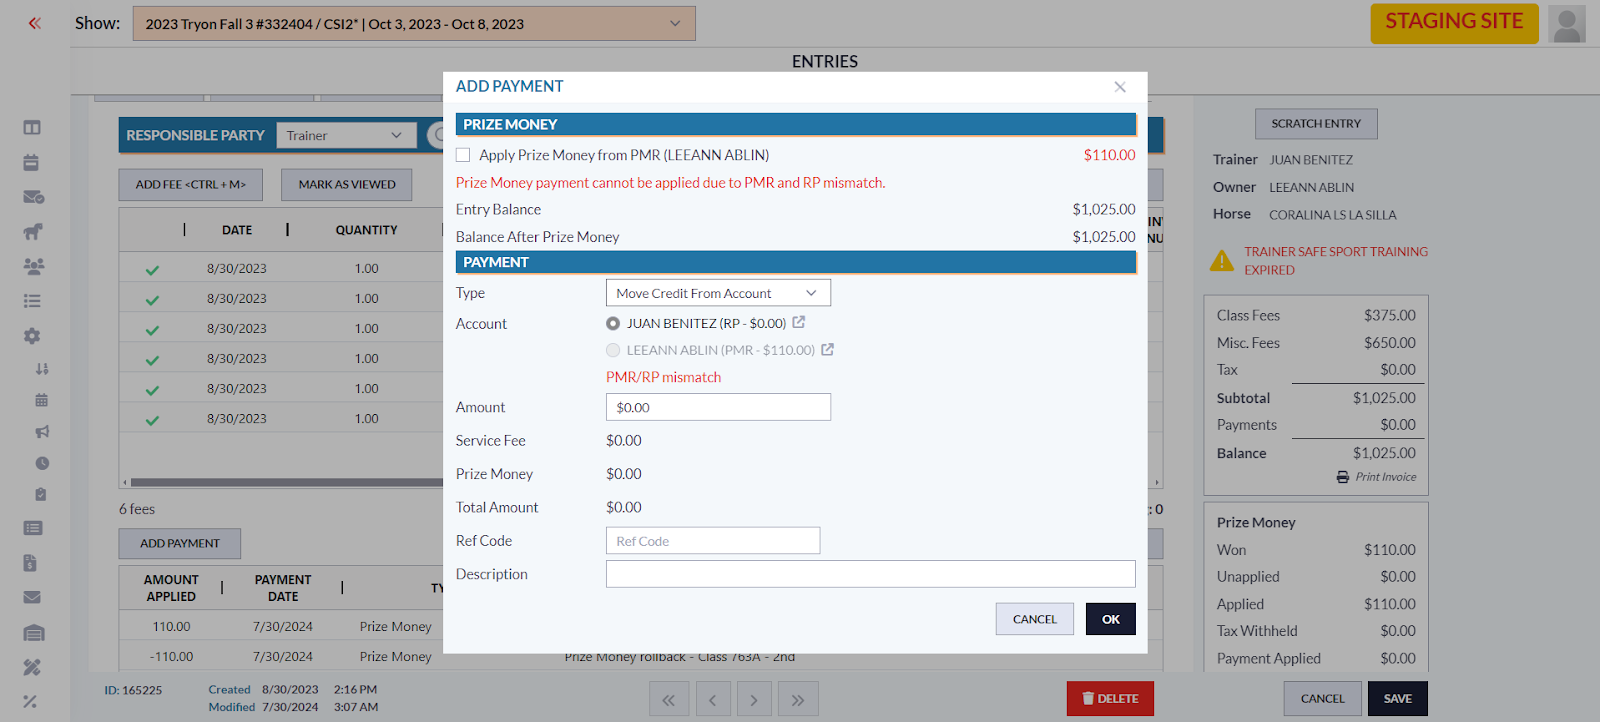 Show:
2023 Tryon Fall 3 #332404 / CSI2* | Oct 3, 2023 - Oct 8, 2023
STAGING SITE
ENTRIES
RESPONSIBLE PARTY
Trainer
ADD FEE <CTRL + M>
MARK AS VIEWED
DATE
QUANTITY
8/30/2023 1.00
8/30/2023 1.00
8/30/2023 1.00
8/30/2023 1.00
8/30/2023 1.00
8/30/2023 1.00
6 fees
: 0
ADD PAYMENT
AMOUNT APPLIED
PAYMENT DATE
TY
110.00 7/30/2024 Prize Money
-110.00 7/30/2024 Prize Money Prize Money rollback - Class 763A - 2nd
ADD PAYMENT
PRIZE MONEY
Apply Prize Money from PMR (LEEANN ABLIN) $110.00
Prize Money payment cannot be applied due to PMR and RP mismatch.
Entry Balance $1,025.00
Balance After Prize Money $1,025.00
PAYMENT
Type Move Credit From Account
Account JUAN BENITEZ (RP - $0.00)
LEEANN ABLIN (PMR - $110.00)
PMR/RP mismatch
Amount $0.00
Service Fee $0.00
Prize Money $0.00
Total Amount $0.00
Ref Code Ref Code
Description
CANCEL OK
IN
NU
SCRATCH ENTRY
Trainer JUAN BENITEZ
Owner LEEANN ABLIN
Horse CORALINA LS LA SILLA
TRAINER SAFE SPORT TRAINING
EXPIRED
Class Fees $375.00
Misc. Fees $650.00
Tax $0.00
Subtotal $1,025.00
Payments $0.00
Balance $1,025.00
Print Invoice
Prize Money
Won $110.00
Unapplied $0.00
Applied $110.00
Tax Withheld $0.00
Payment Applied $0.00
ID: 165225
Created 8/30/2023 2:16 PM
Modified 7/30/2024 3:07 AM
DELETE
CANCEL
SAVE